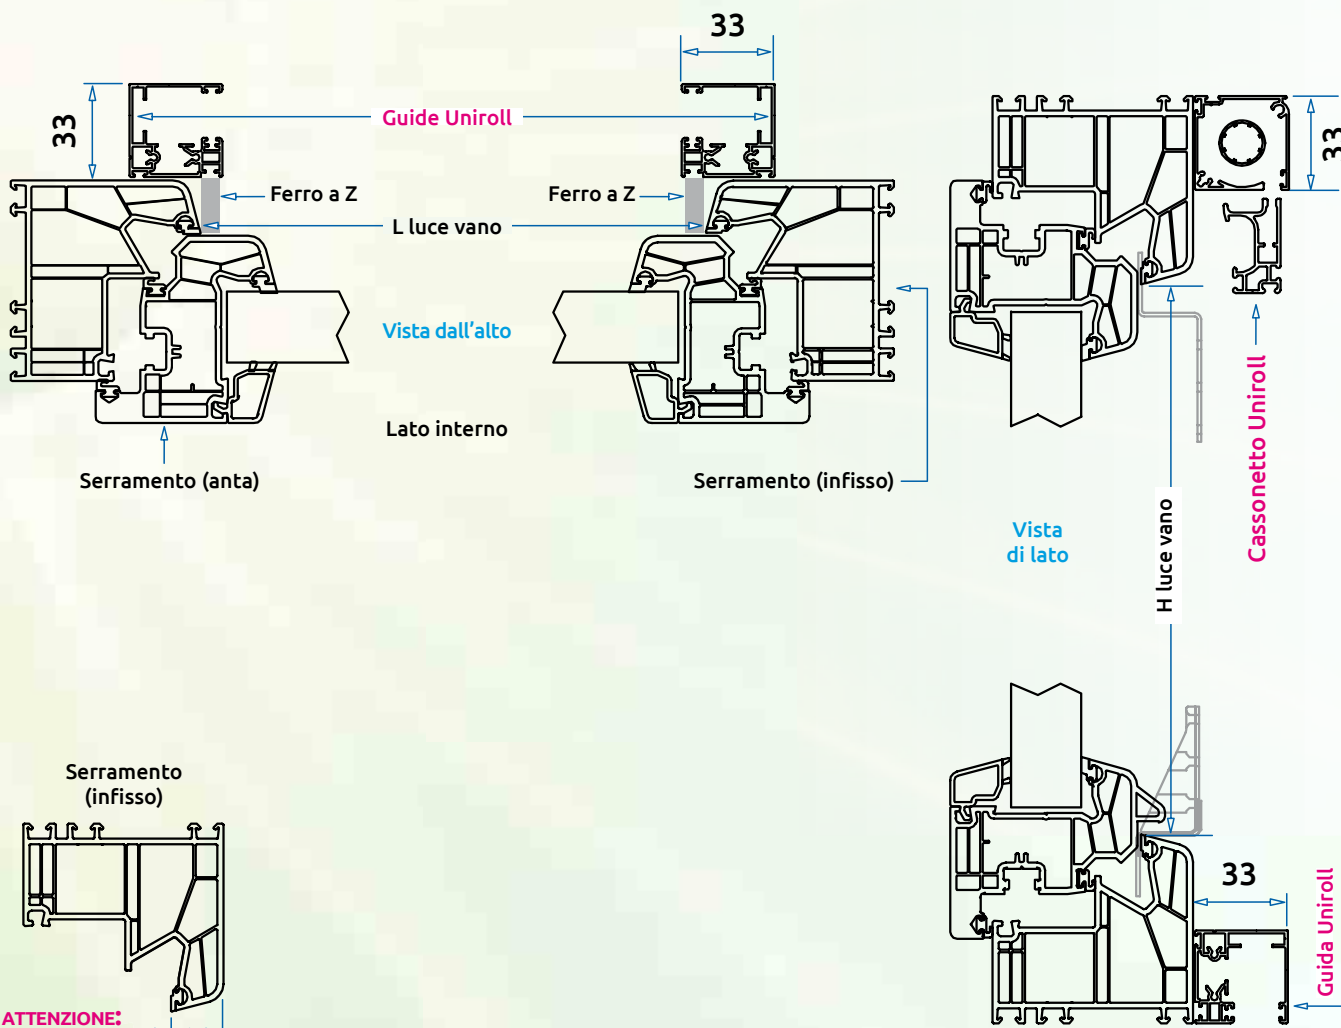 33
33
Guide Uniroll
33
Ferro a Z
Ferro a Z
L luce vano
Vista dall'alto
Lato interno
Serramento (anta)
Serramento (infisso)
Cassonetto Uniroll
Vista
di lato
H luce vano
Serramento
(infisso)
33
Guida Uniroll
ATTENZIONE: